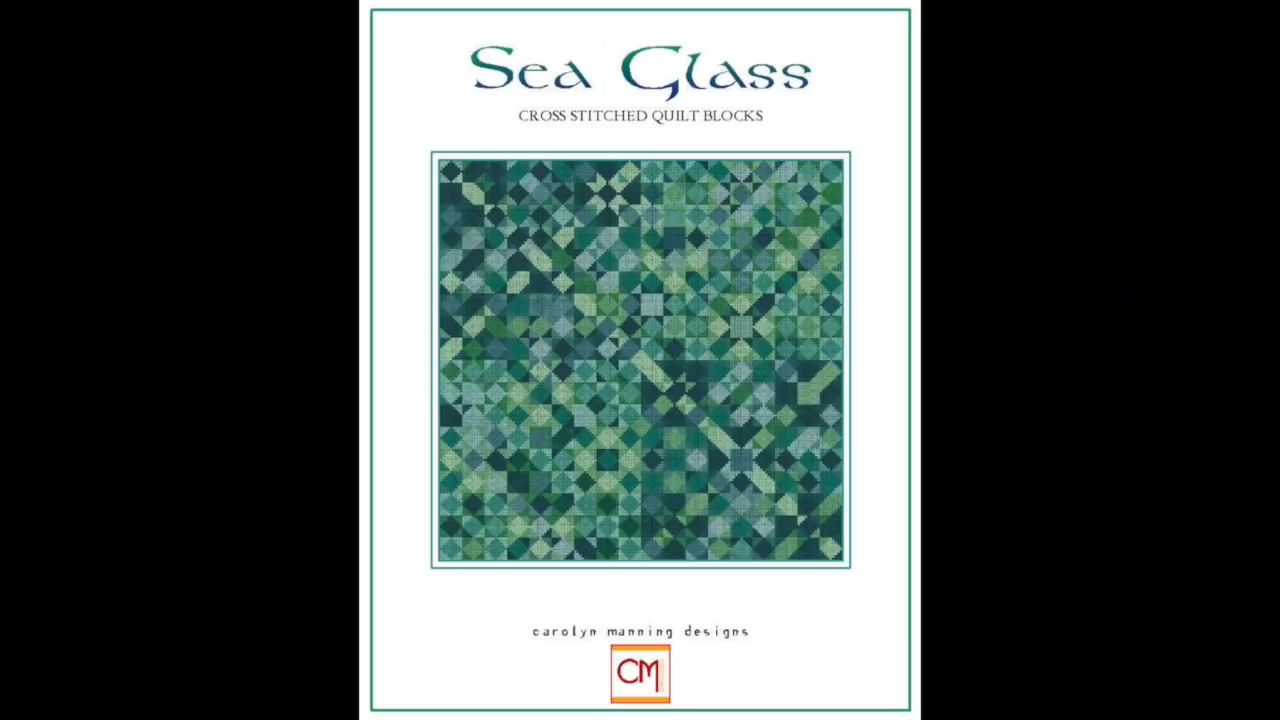 Sea Glass
CROSS STITCHED QUILT BLOCKS
carolyn manning designs
CM